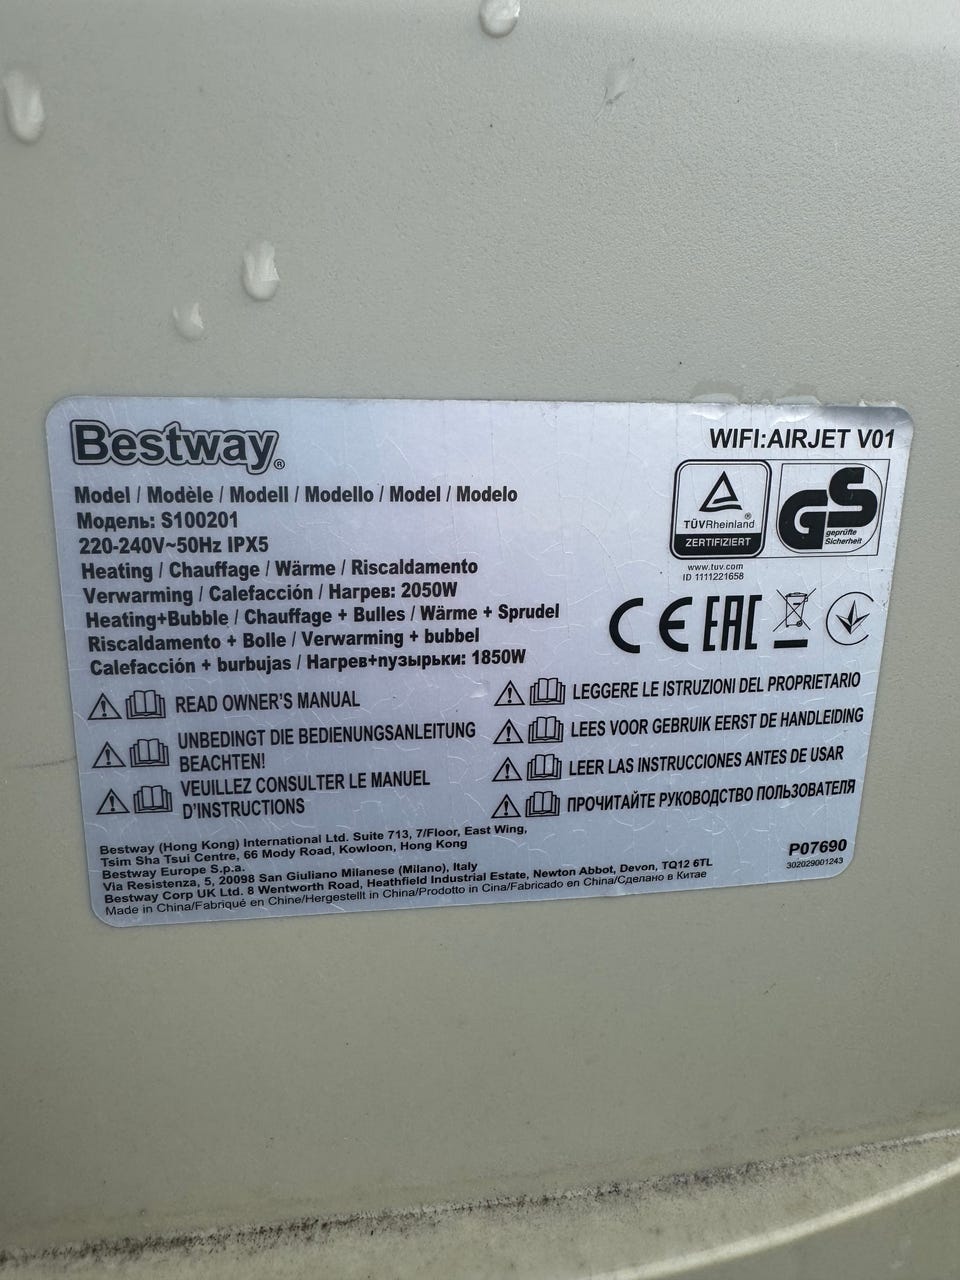 Bestway®
WIFI:AIRJET V01
Model / Modèle / Modell / Modello / Model / Modelo
Модель: S100201
220-240V~50Hz IPX5
Heating / Chauffage / Wärme / Riscaldamento
Verwarming / Calefacción / Нагрев: 2050W
Heating+Bubble / Chauffage + Bulles / Wärme + Sprudel
Riscaldamento + Bolle / Verwarming + bubbel
Calefacción + burbujas / Нагрев+пузырьки: 1850W
TÜVRheinland®
ZERTIFIZIERT
GS
geprüfte
Sicherheit
www.tuv.com
ID 1111221658
CE EAC
READ OWNER'S MANUAL
UNBEDINGT DIE BEDIENUNGSANLEITUNG
BEACHTEN!
VEUILLEZ CONSULTER LE MANUEL
D'INSTRUCTIONS
LEGGERE LE ISTRUZIONI DEL PROPRIETARIO
LEES VOOR GEBRUIK EERST DE HANDLEIDING
LEER LAS INSTRUCCIONES ANTES DE USAR
ПРОЧИТАЙТЕ РУКОВОДСТВО ПОЛЬЗОВАТЕЛЯ
Bestway (Hong Kong) International Ltd. Suite 713, 7/Floor, East Wing,
Tsim Sha Tsui Centre, 66 Mody Road, Kowloon, Hong Kong
Bestway Europe S.p.a.
Via Resistenza, 5, 20098 San Giuliano Milanese (Milano), Italy
Bestway Corp UK Ltd. 8 Wentworth Road, Heathfield Industrial Estate, Newton Abbot, Devon, TQ12 6TL
Made in China/Fabriqué en Chine/Hergestellt in China/Prodotto in Cina/Fabricado en China/Сделано в Китае
P07690
302029001243